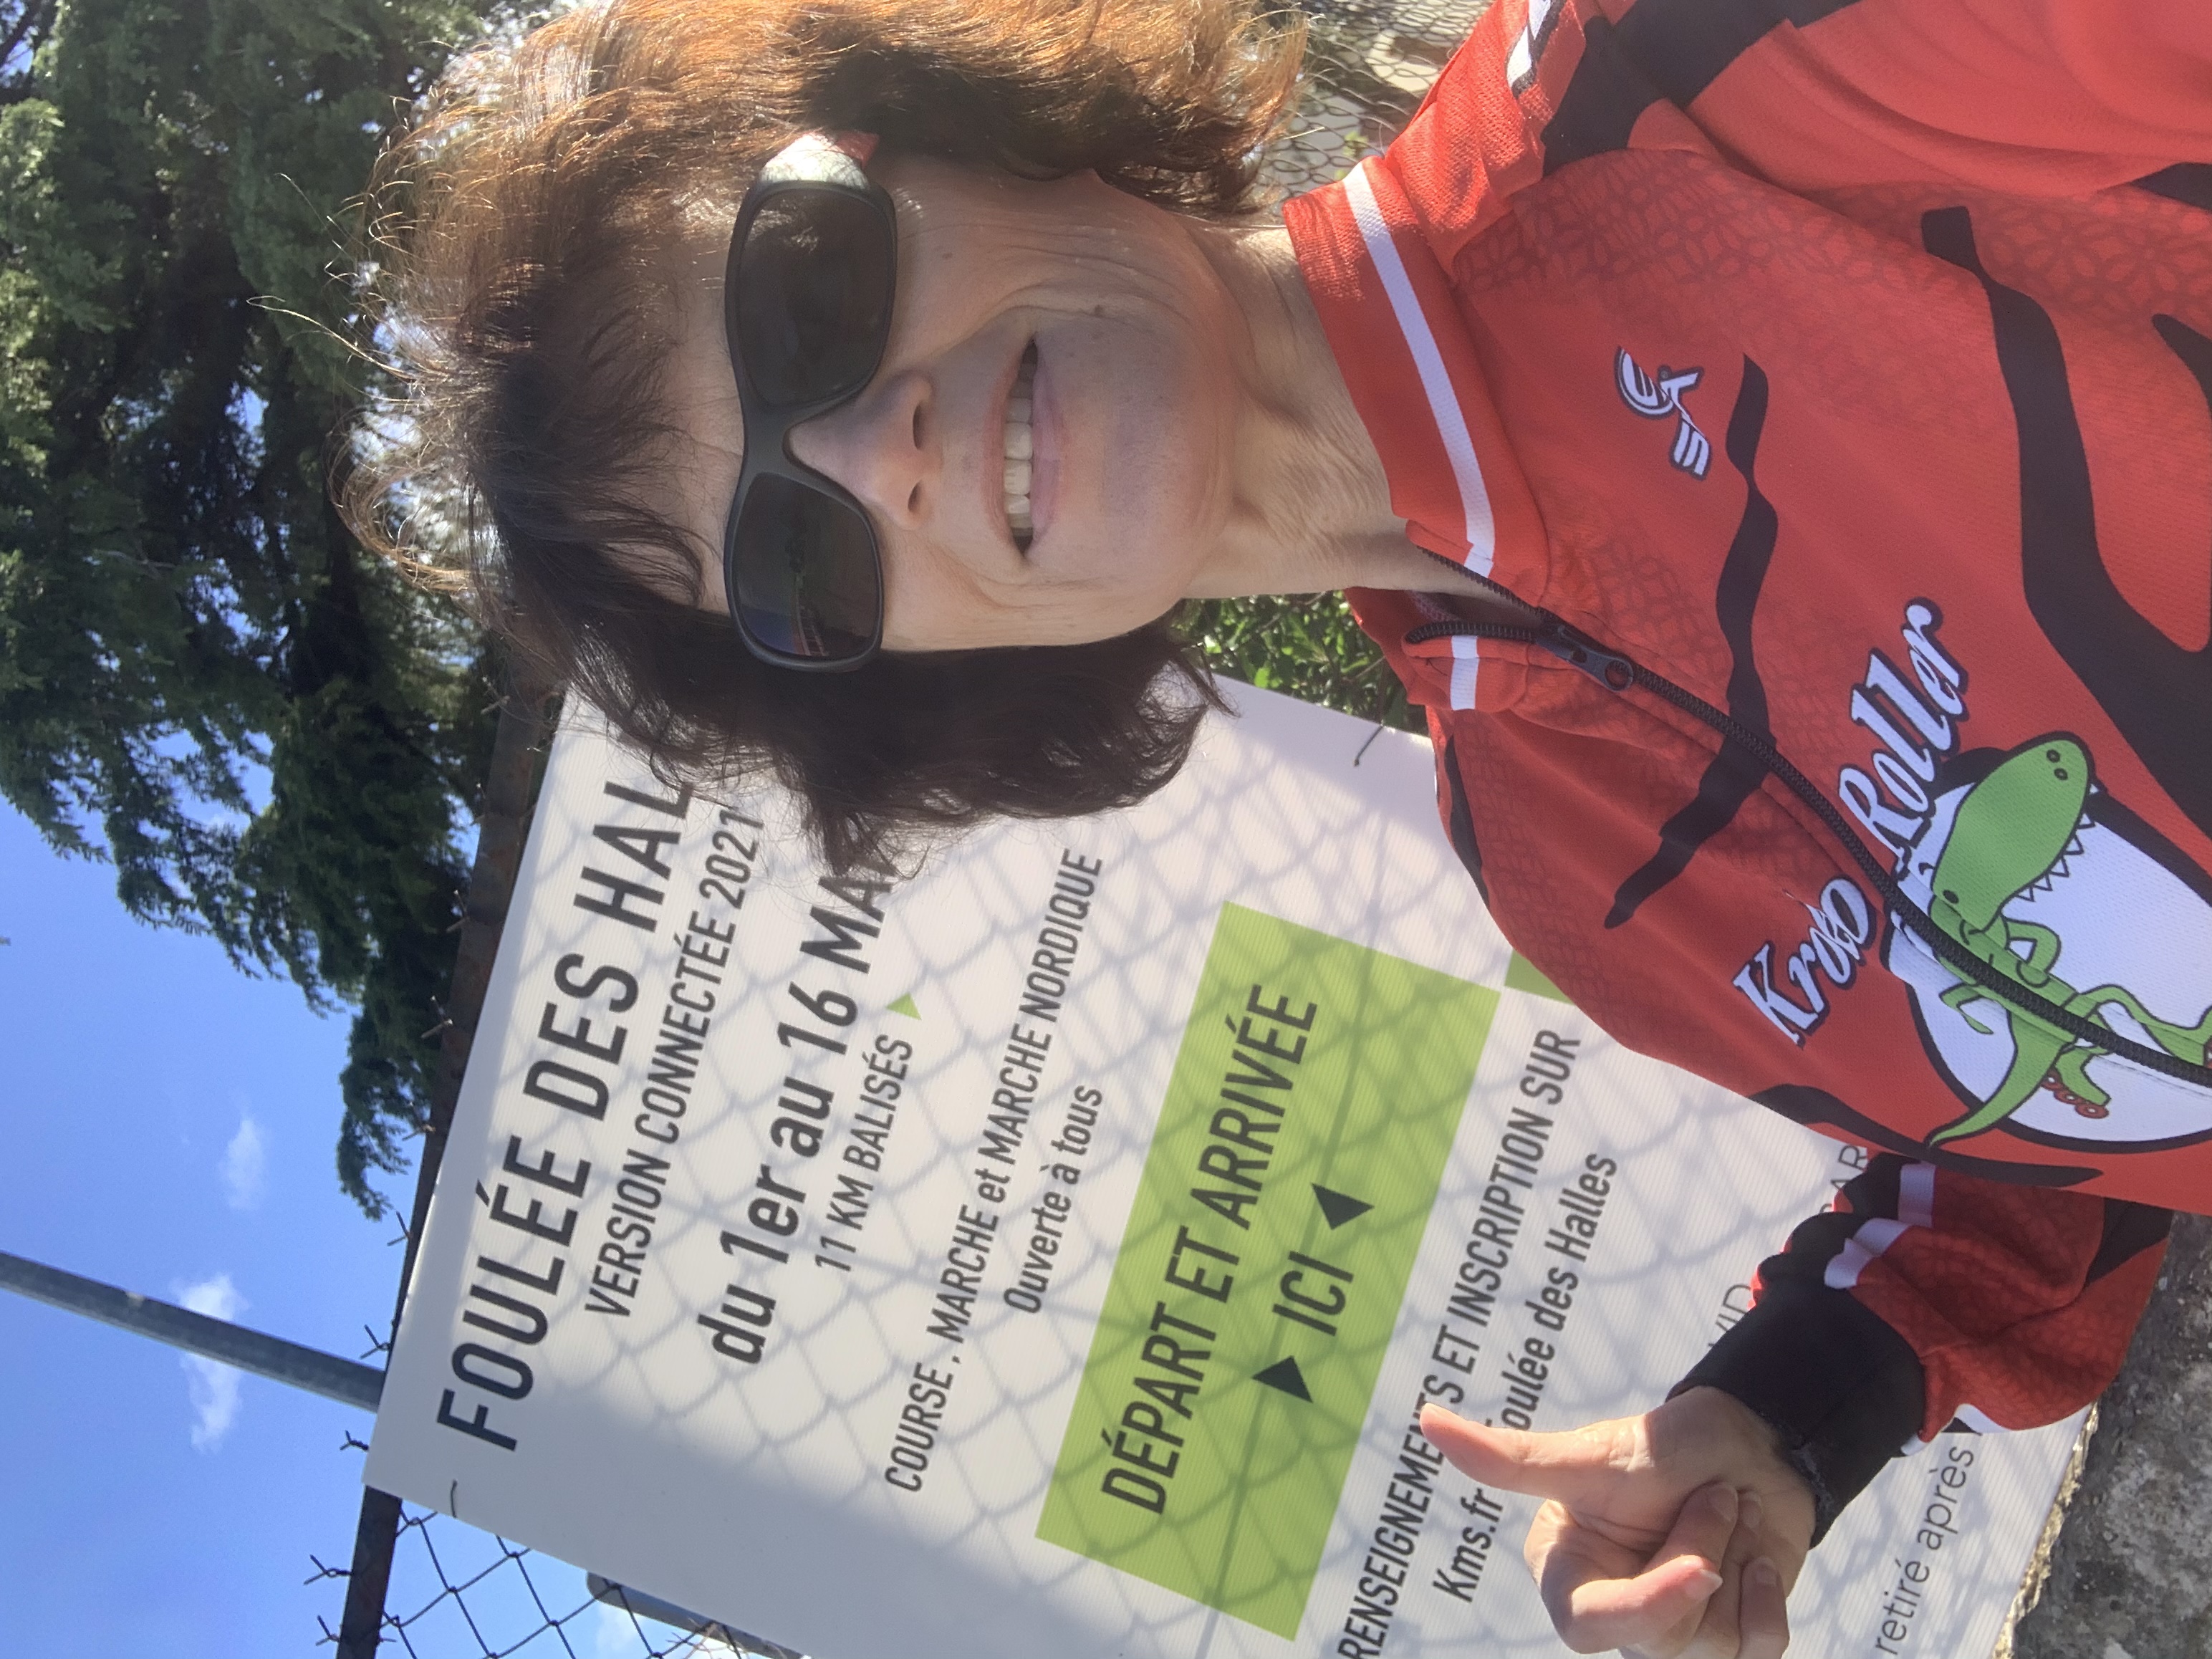 FOULÉE DES HAL
VERSION CONNECTÉE 2021
du 1er au 16 MA
11 KM BALISÉS
COURSE , MARCHE et MARCHE NORDIQUE
Ouverte à tous
DÉPART ET ARRIVÉE
ICI
RENSEIGNEMENTS ET INSCRIPTION SUR
Kms.fr oulée des Halles
retiré après
Kroco Roller